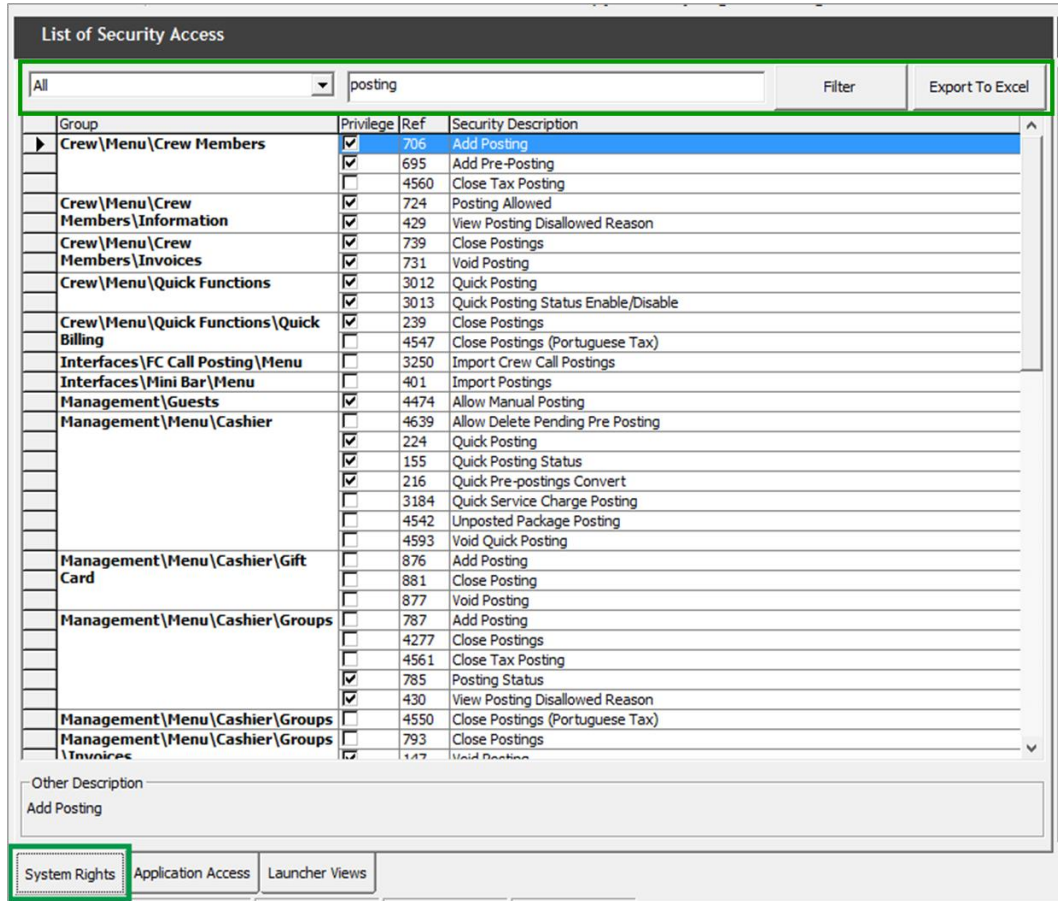 List of Security Access
All posting Filter Export To Excel
Group Privilege Ref Security Description
Crew\Menu\Crew Members 706 Add Posting
695 Add Pre-Posting
4560 Close Tax Posting
Crew\Menu\Crew 724 Posting Allowed
Members\Information 429 View Posting Disallowed Reason
Crew\Menu\Crew 739 Close Postings
Members\Invoices 731 Void Posting
Crew\Menu\Quick Functions 3012 Quick Posting
3013 Quick Posting Status Enable/Disable
Crew\Menu\Quick Functions\Quick 239 Close Postings
Billing 4547 Close Postings (Portuguese Tax)
Interfaces\FC Call Posting\Menu 3250 Import Crew Call Postings
Interfaces\Mini Bar\Menu 401 Import Postings
Management\Guests 4474 Allow Manual Posting
Management\Menu\Cashier 4639 Allow Delete Pending Pre Posting
224 Quick Posting
155 Quick Posting Status
216 Quick Pre-postings Convert
3184 Quick Service Charge Posting
4542 Unposted Package Posting
4593 Void Quick Posting
Management\Menu\Cashier\Gift 876 Add Posting
Card 881 Close Posting
877 Void Posting
Management\Menu\Cashier\Groups 787 Add Posting
4277 Close Postings
4561 Close Tax Posting
785 Posting Status
430 View Posting Disallowed Reason
Management\Menu\Cashier\Groups 4550 Close Postings (Portuguese Tax)
Management\Menu\Cashier\Groups 793 Close Postings
\Invoices 147 Void Posting
Other Description
Add Posting
System Rights Application Access Launcher Views